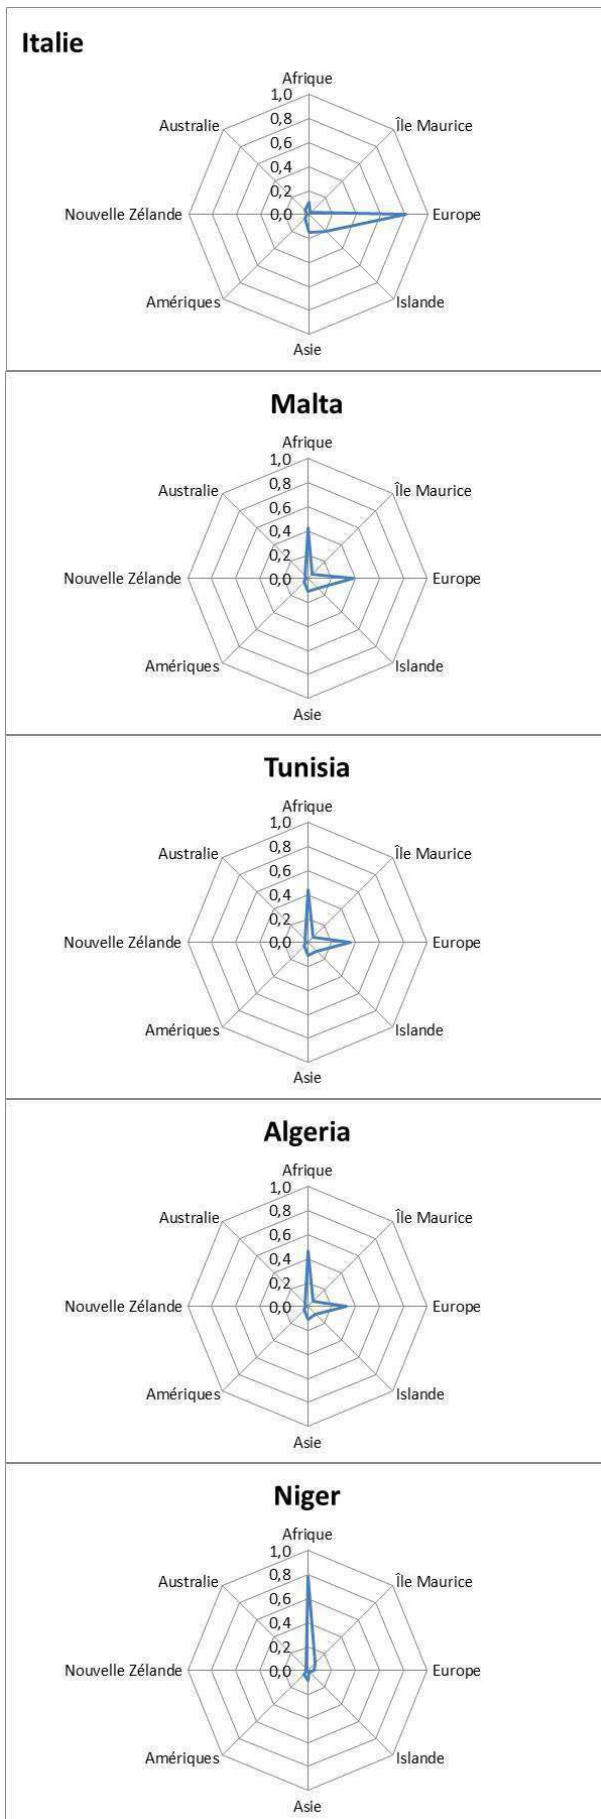 Italie
Afrique
1,0
Australie
0,8
Île Maurice
0,6
0,4
0,2
Nouvelle Zélande
0,0
Europe
Amériques
Islande
Asie
Malta
Afrique
1,0
Australie
0,8
Île Maurice
0,6
0,4
0,2
Nouvelle Zélande
0,0
Europe
Amériques
Islande
Asie
Tunisia
Afrique
1,0
Australie
0,8
Île Maurice
0,6
0,4
0,2
Nouvelle Zélande
0,0
Europe
Amériques
Islande
Asie
Algeria
Afrique
1,0
Australie
0,8
Île Maurice
0,6
0,4
0,2
Nouvelle Zélande
0,0
Europe
Amériques
Islande
Asie
Niger
Afrique
1,0
Australie
0,8
Île Maurice
0,6
0,4
0,2
Nouvelle Zélande
0,0
Europe
Amériques
Islande
Asie